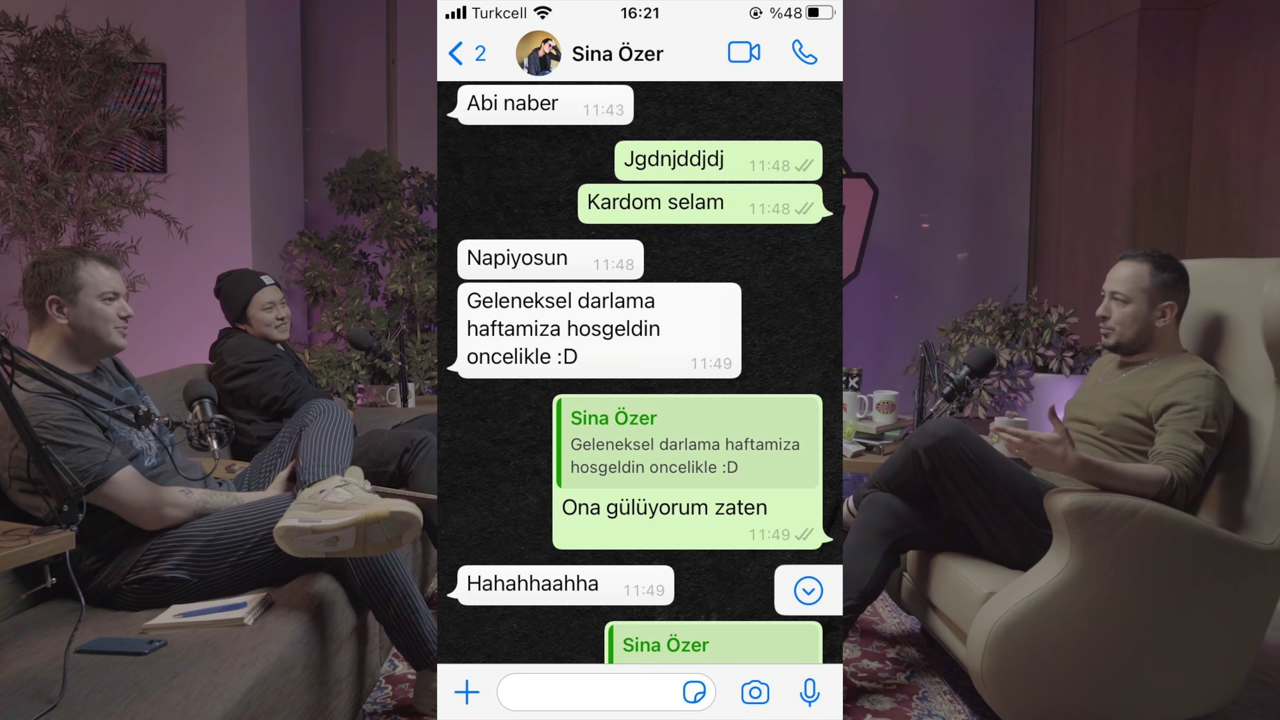 Turkcell 16:21 %48
2 Sina Özer
Abi naber 11:43
Jgdnjddjdj 11:48
Kardom selam 11:48
Napiyosun 11:48
Geleneksel darlama
haftamiza hosgeldin
oncelikle :D 11:49
Sina Özer
Geleneksel darlama haftamiza
hosgeldin oncelikle :D
Ona gülüyorum zaten
11:49
Hahahhaahha 11:49
Sina Özer